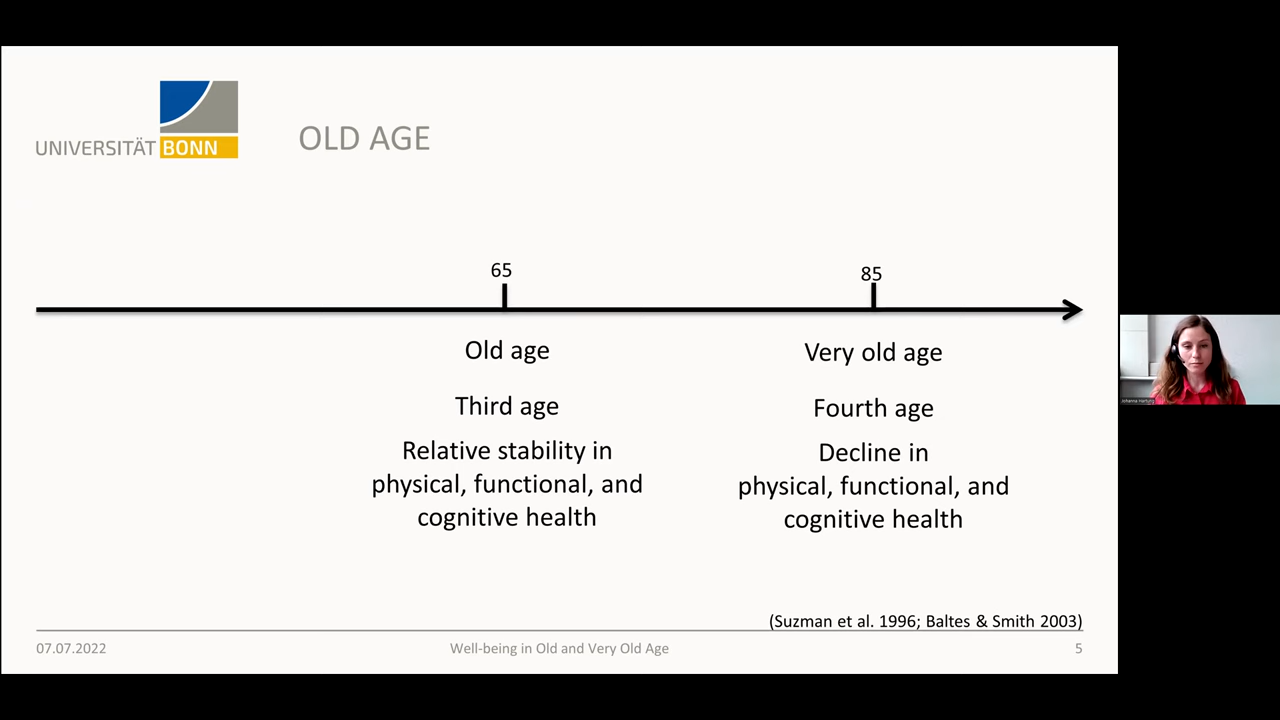 UNIVERSITÄT BONN
OLD AGE
65
85
Old age
Third age
Relative stability in
physical, functional, and
cognitive health
Very old age
Fourth age
Decline in
physical, functional, and
cognitive health
(Suzman et al. 1996; Baltes & Smith 2003)
07.07.2022
Well-being in Old and Very Old Age
5
Johanna Hartung